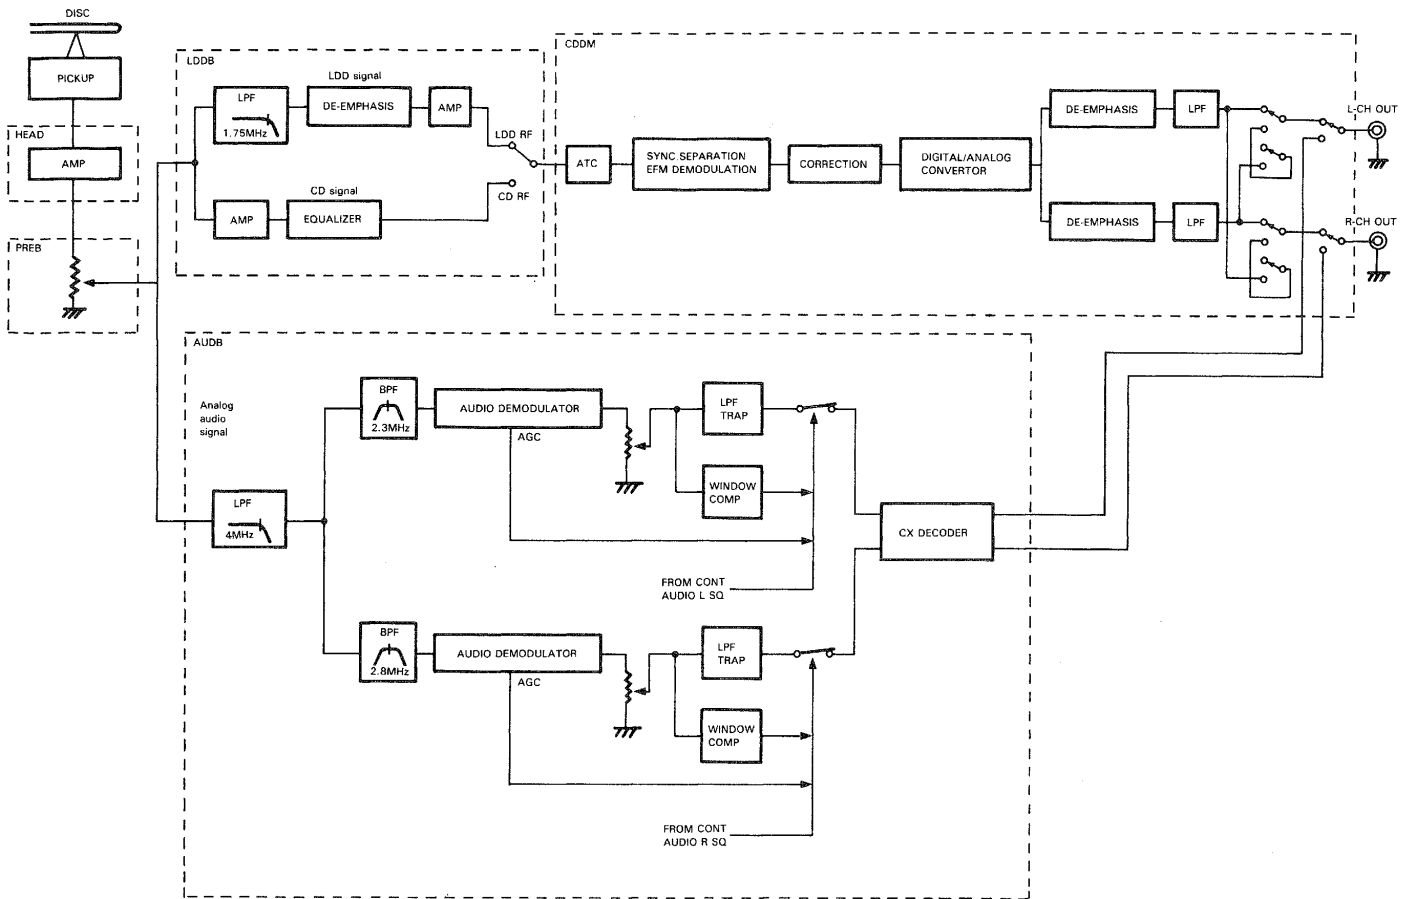 DISC
PICKUP
HEAD
AMP
PREB
LDDB
LPF
1.75MHz
LDD signal
DE-EMPHASIS
AMP
LDD RF
CD signal
AMP
EQUALIZER
CD RF
CDDM
ATC
SYNC SEPARATION
EFM DEMODULATION
CORRECTION
DIGITAL/ANALOG
CONVERTOR
DE-EMPHASIS
LPF
L-CH OUT
DE-EMPHASIS
LPF
R-CH OUT
AUDB
Analog
audio
signal
LPF
4MHz
BPF
2.3MHz
AUDIO DEMODULATOR
AGC
LPF
TRAP
WINDOW
COMP
FROM CONT
AUDIO L SQ
CX DECODER
BPF
2.8MHz
AUDIO DEMODULATOR
AGC
LPF
TRAP
WINDOW
COMP
FROM CONT
AUDIO R SQ